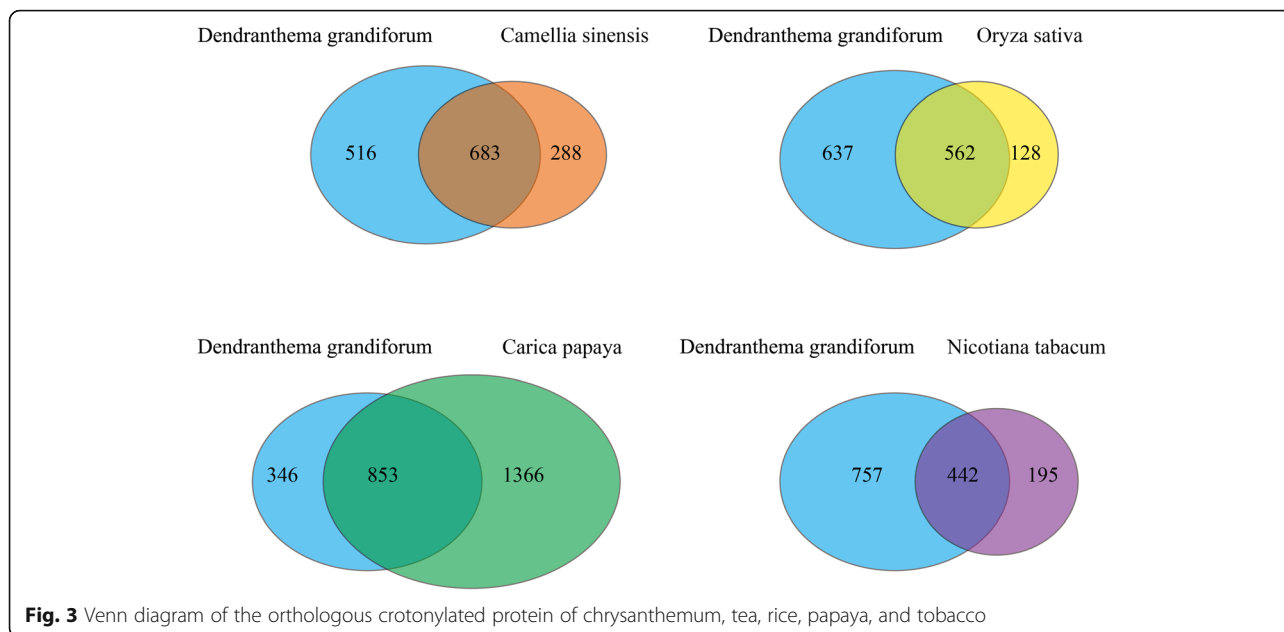 Dendranthema grandiforum Camellia sinensis
516 683 288
Dendranthema grandiforum Oryza sativa
637 562 128
Dendranthema grandiforum Carica papaya
346 853 1366
Dendranthema grandiforum Nicotiana tabacum
757 442 195
Fig. 3 Venn diagram of the orthologous crotonylated protein of chrysanthemum, tea, rice, papaya, and tobacco